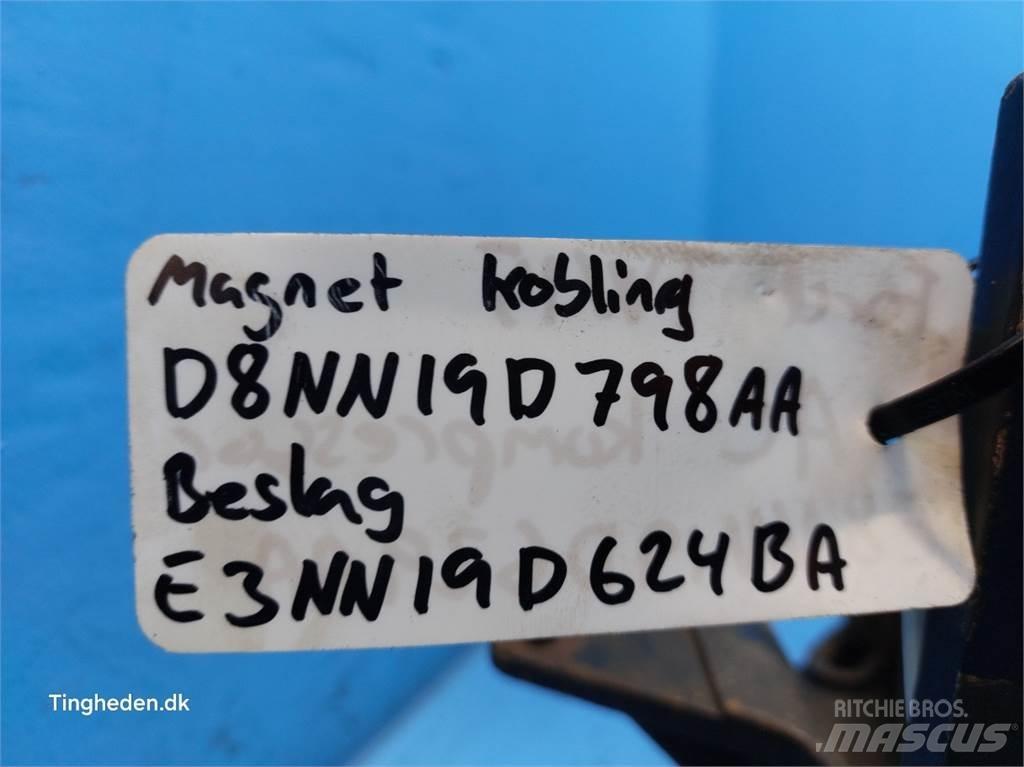 Magnet kobling
D8NN19D798AA
Beslag
E3NN19D624BA
Tingheden.dk
RITCHIE BROS.
MASCUS